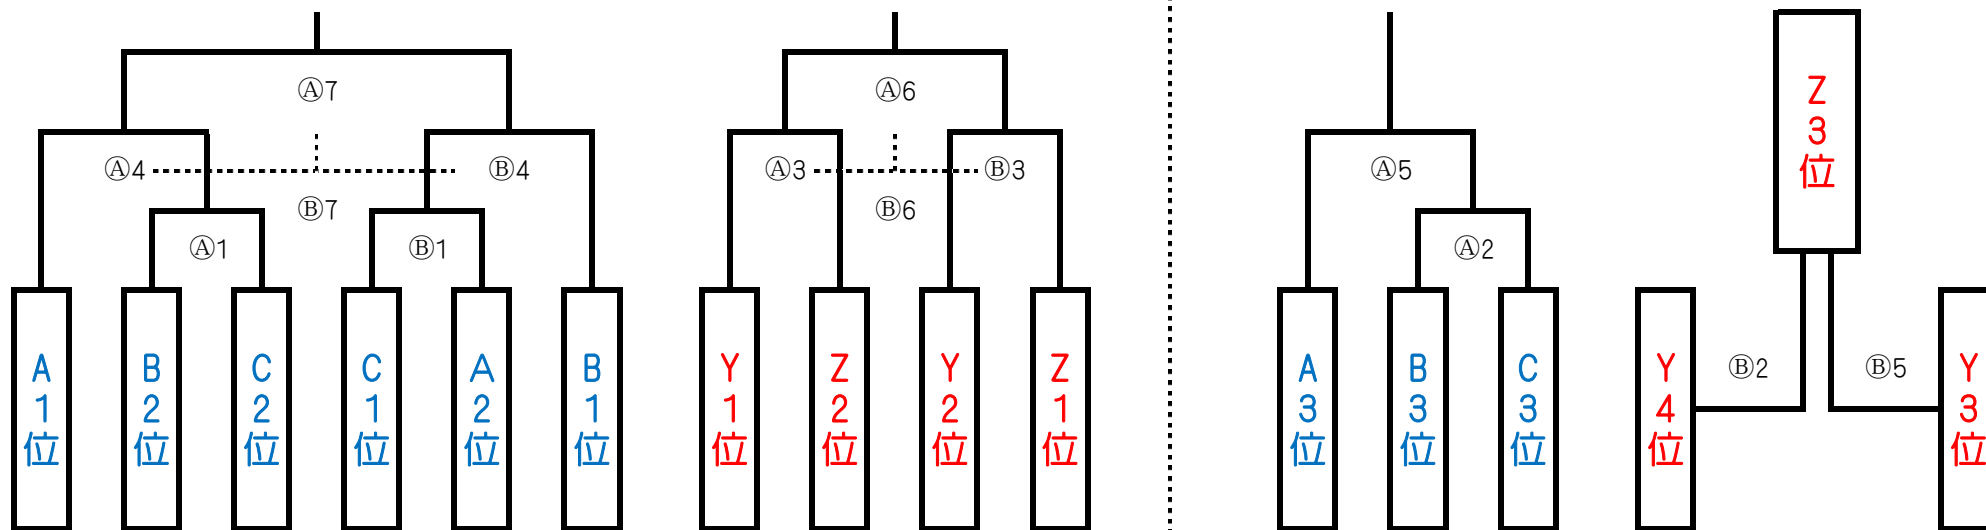 Ⓐ7
Ⓐ6
Ⓐ4
Ⓑ4
Ⓐ3
Ⓑ3
Ⓐ5
Ⓑ7
Ⓑ6
Ⓐ1
Ⓑ1
Ⓐ2
Z3位
Ⓑ2
Ⓑ5
A1位
B2位
C2位
C1位
A2位
B1位
Y1位
Z2位
Y2位
Z1位
A3位
B3位
C3位
Y4位
Y3位